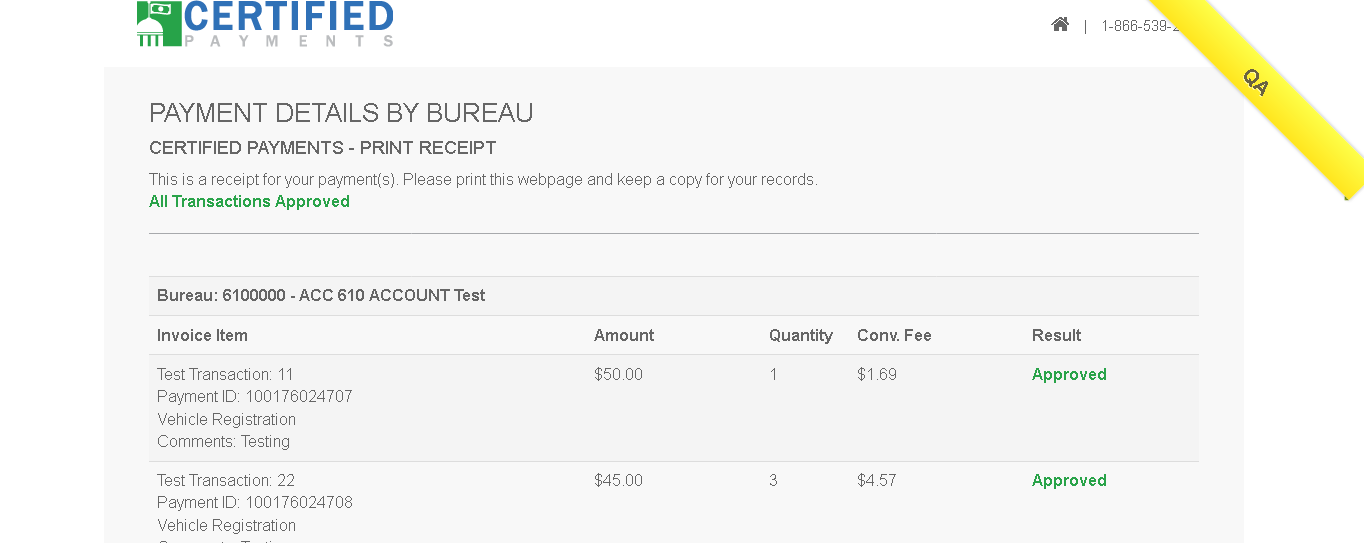 CERTIFIED
PAYMENTS
| 1-866-539-
QA
PAYMENT DETAILS BY BUREAU
CERTIFIED PAYMENTS - PRINT RECEIPT
This is a receipt for your payment(s). Please print this webpage and keep a copy for your records.
All Transactions Approved
Bureau: 6100000 - ACC 610 ACCOUNT Test
Invoice Item Amount Quantity Conv. Fee Result
Test Transaction: 11 $50.00 1 $1.69 Approved
Payment ID: 100176024707
Vehicle Registration
Comments: Testing
Test Transaction: 22 $45.00 3 $4.57 Approved
Payment ID: 100176024708
Vehicle Registration